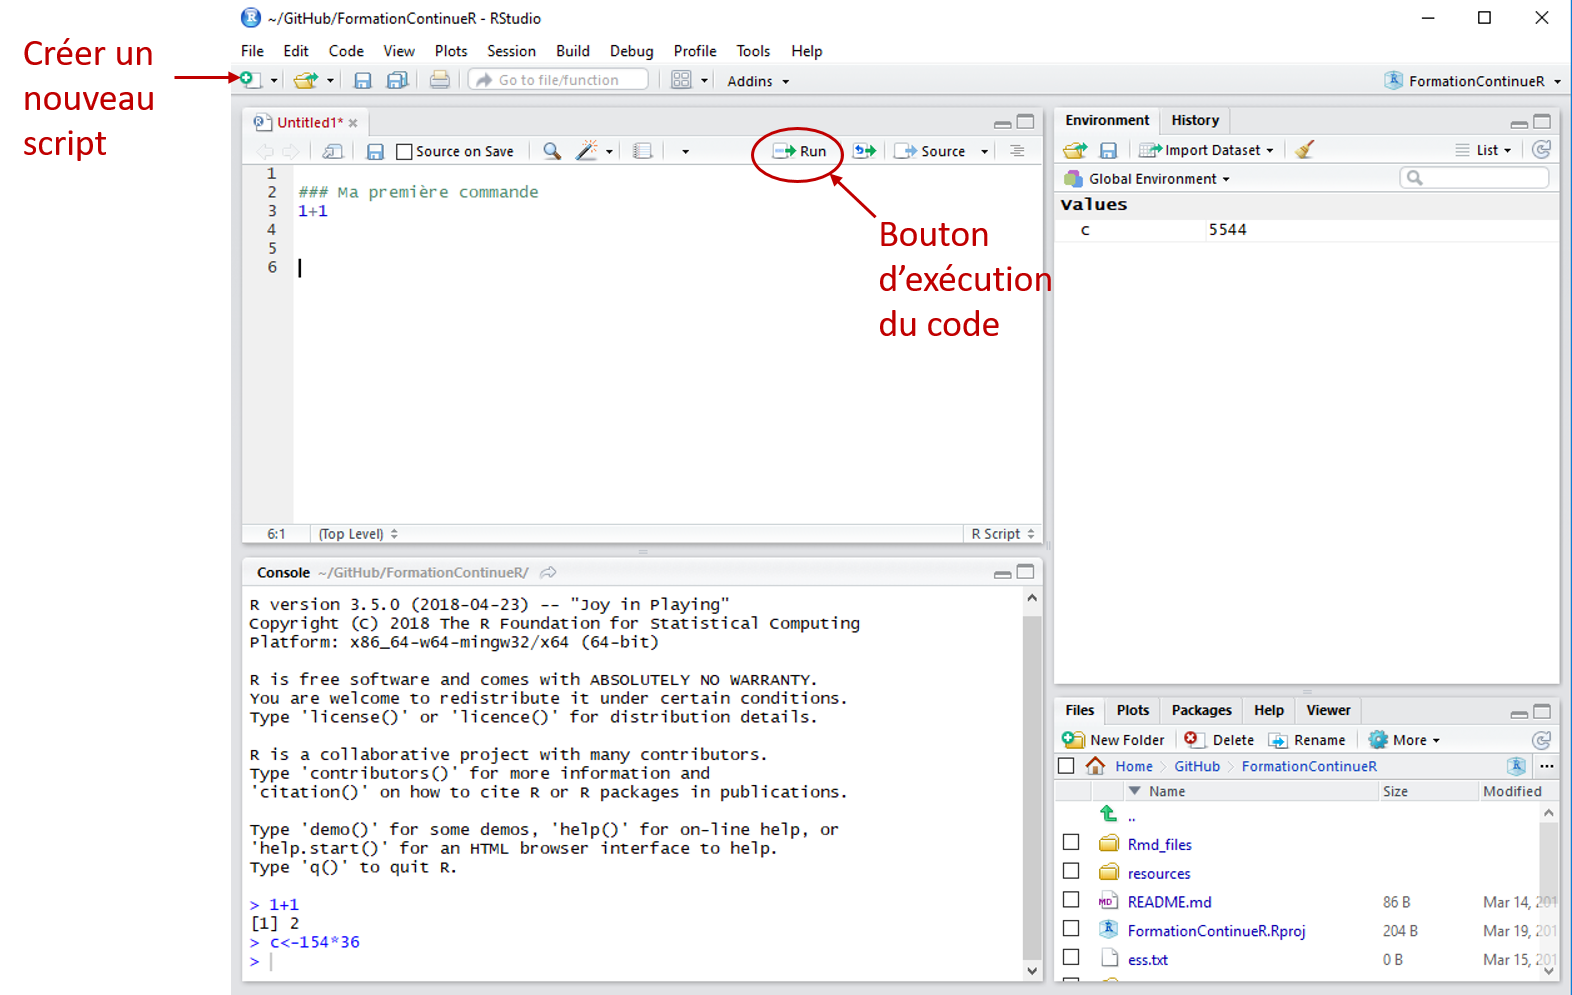 ~/GitHub/FormationContinueR - RStudio
File Edit Code View Plots Session Build Debug Profile Tools Help
Créer un
nouveau
script
Go to file/function
Addins
FormationContinueR
Untitled1*
Source on Save
Run
Source
1
2 ### Ma première commande
3 1+1
4
5
6
Bouton
d’exécution
du code
6:1 (Top Level) R Script
Console ~/GitHub/FormationContinueR/
R version 3.5.0 (2018-04-23) -- "Joy in Playing"
Copyright (C) 2018 The R Foundation for Statistical Computing
Platform: x86_64-w64-mingw32/x64 (64-bit)
R is free software and comes with ABSOLUTELY NO WARRANTY.
You are welcome to redistribute it under certain conditions.
Type 'license()' or 'licence()' for distribution details.
R is a collaborative project with many contributors.
Type 'contributors()' for more information and
'citation()' on how to cite R or R packages in publications.
Type 'demo()' for some demos, 'help()' for on-line help, or
'help.start()' for an HTML browser interface to help.
Type 'q()' to quit R.
> 1+1
[1] 2
> c<-154*36
>
Environment History
Import Dataset List
Global Environment
Values
c 5544
Files Plots Packages Help Viewer
New Folder Delete Rename More
Home GitHub FormationContinueR
Name Size Modified
..
Rmd_files
resources
README.md 86 B Mar 14, 201
FormationContinueR.Rproj 204 B Mar 19, 201
ess.txt 0 B Mar 15, 201